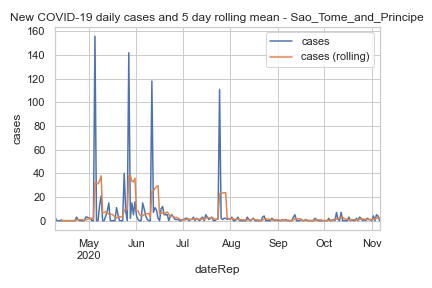 New COVID-19 daily cases and 5 day rolling mean - Sao_Tome_and_Principe
cases
cases (rolling)
160
140
120
100
80
60
40
20
0
cases
May Jun Jul Aug Sep Oct Nov
2020
dateRep